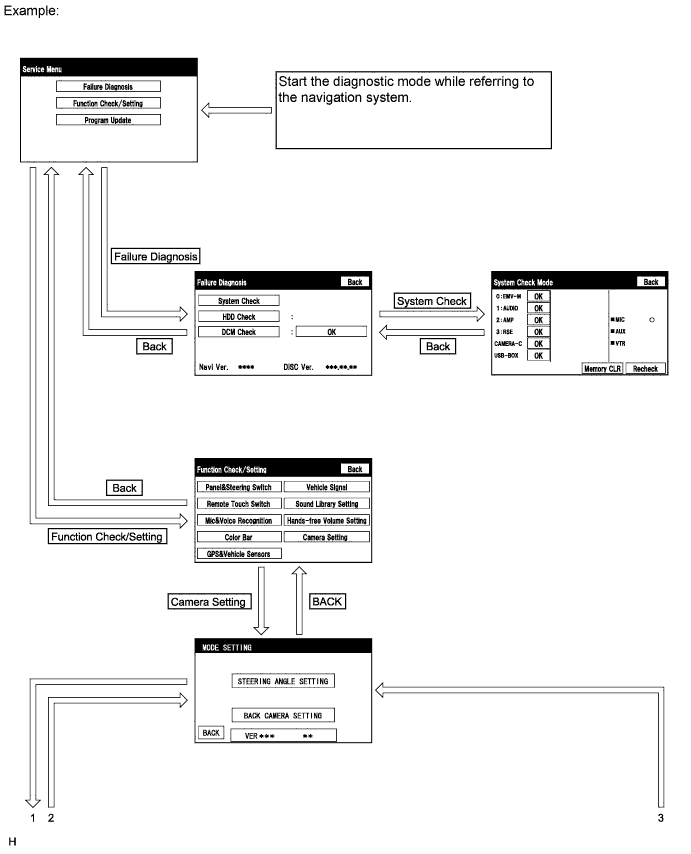 Example:
Service Menu
Failure Diagnosis
Function Check/Setting
Program Update
Start the diagnostic mode while referring to
the navigation system.
Failure Diagnosis
Failure Diagnosis Back
System Check
HDD Check :
DCM Check : OK
Navi Ver. **** DISC Ver. ***.**.**
Back
System Check
Back
System Check Mode Back
0:EMV-M OK
1:AUDIO OK
2:AMP OK
3:RSE OK
CAMERA-C OK
USB-BOX OK
■MIC ○
■AUX
■VTR
Memory CLR Recheck
Function Check/Setting Back
Panel&Steering Switch Vehicle Signal
Remote Touch Switch Sound Library Setting
Mic&Voice Recognition Hands-free Volume Setting
Color Bar Camera Setting
GPS&Vehicle Sensors
Back
Function Check/Setting
Camera Setting
BACK
MODE SETTING
STEERING ANGLE SETTING
BACK CAMERA SETTING
BACK VER*** **
1 2 3
H